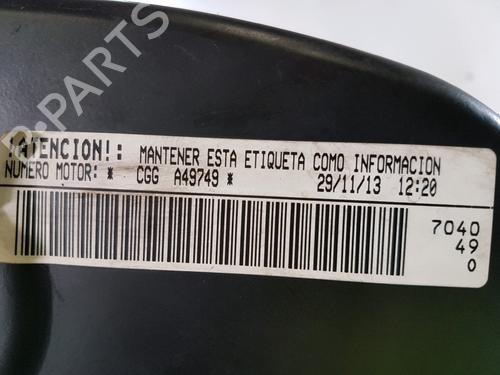 B-PARTS
¡ATENCION!: MANTENER ESTA ETIQUETA COMO INFORMACION
NUMERO MOTOR: * CGG A49749 * 29/11/13 12:20
7040
49
0